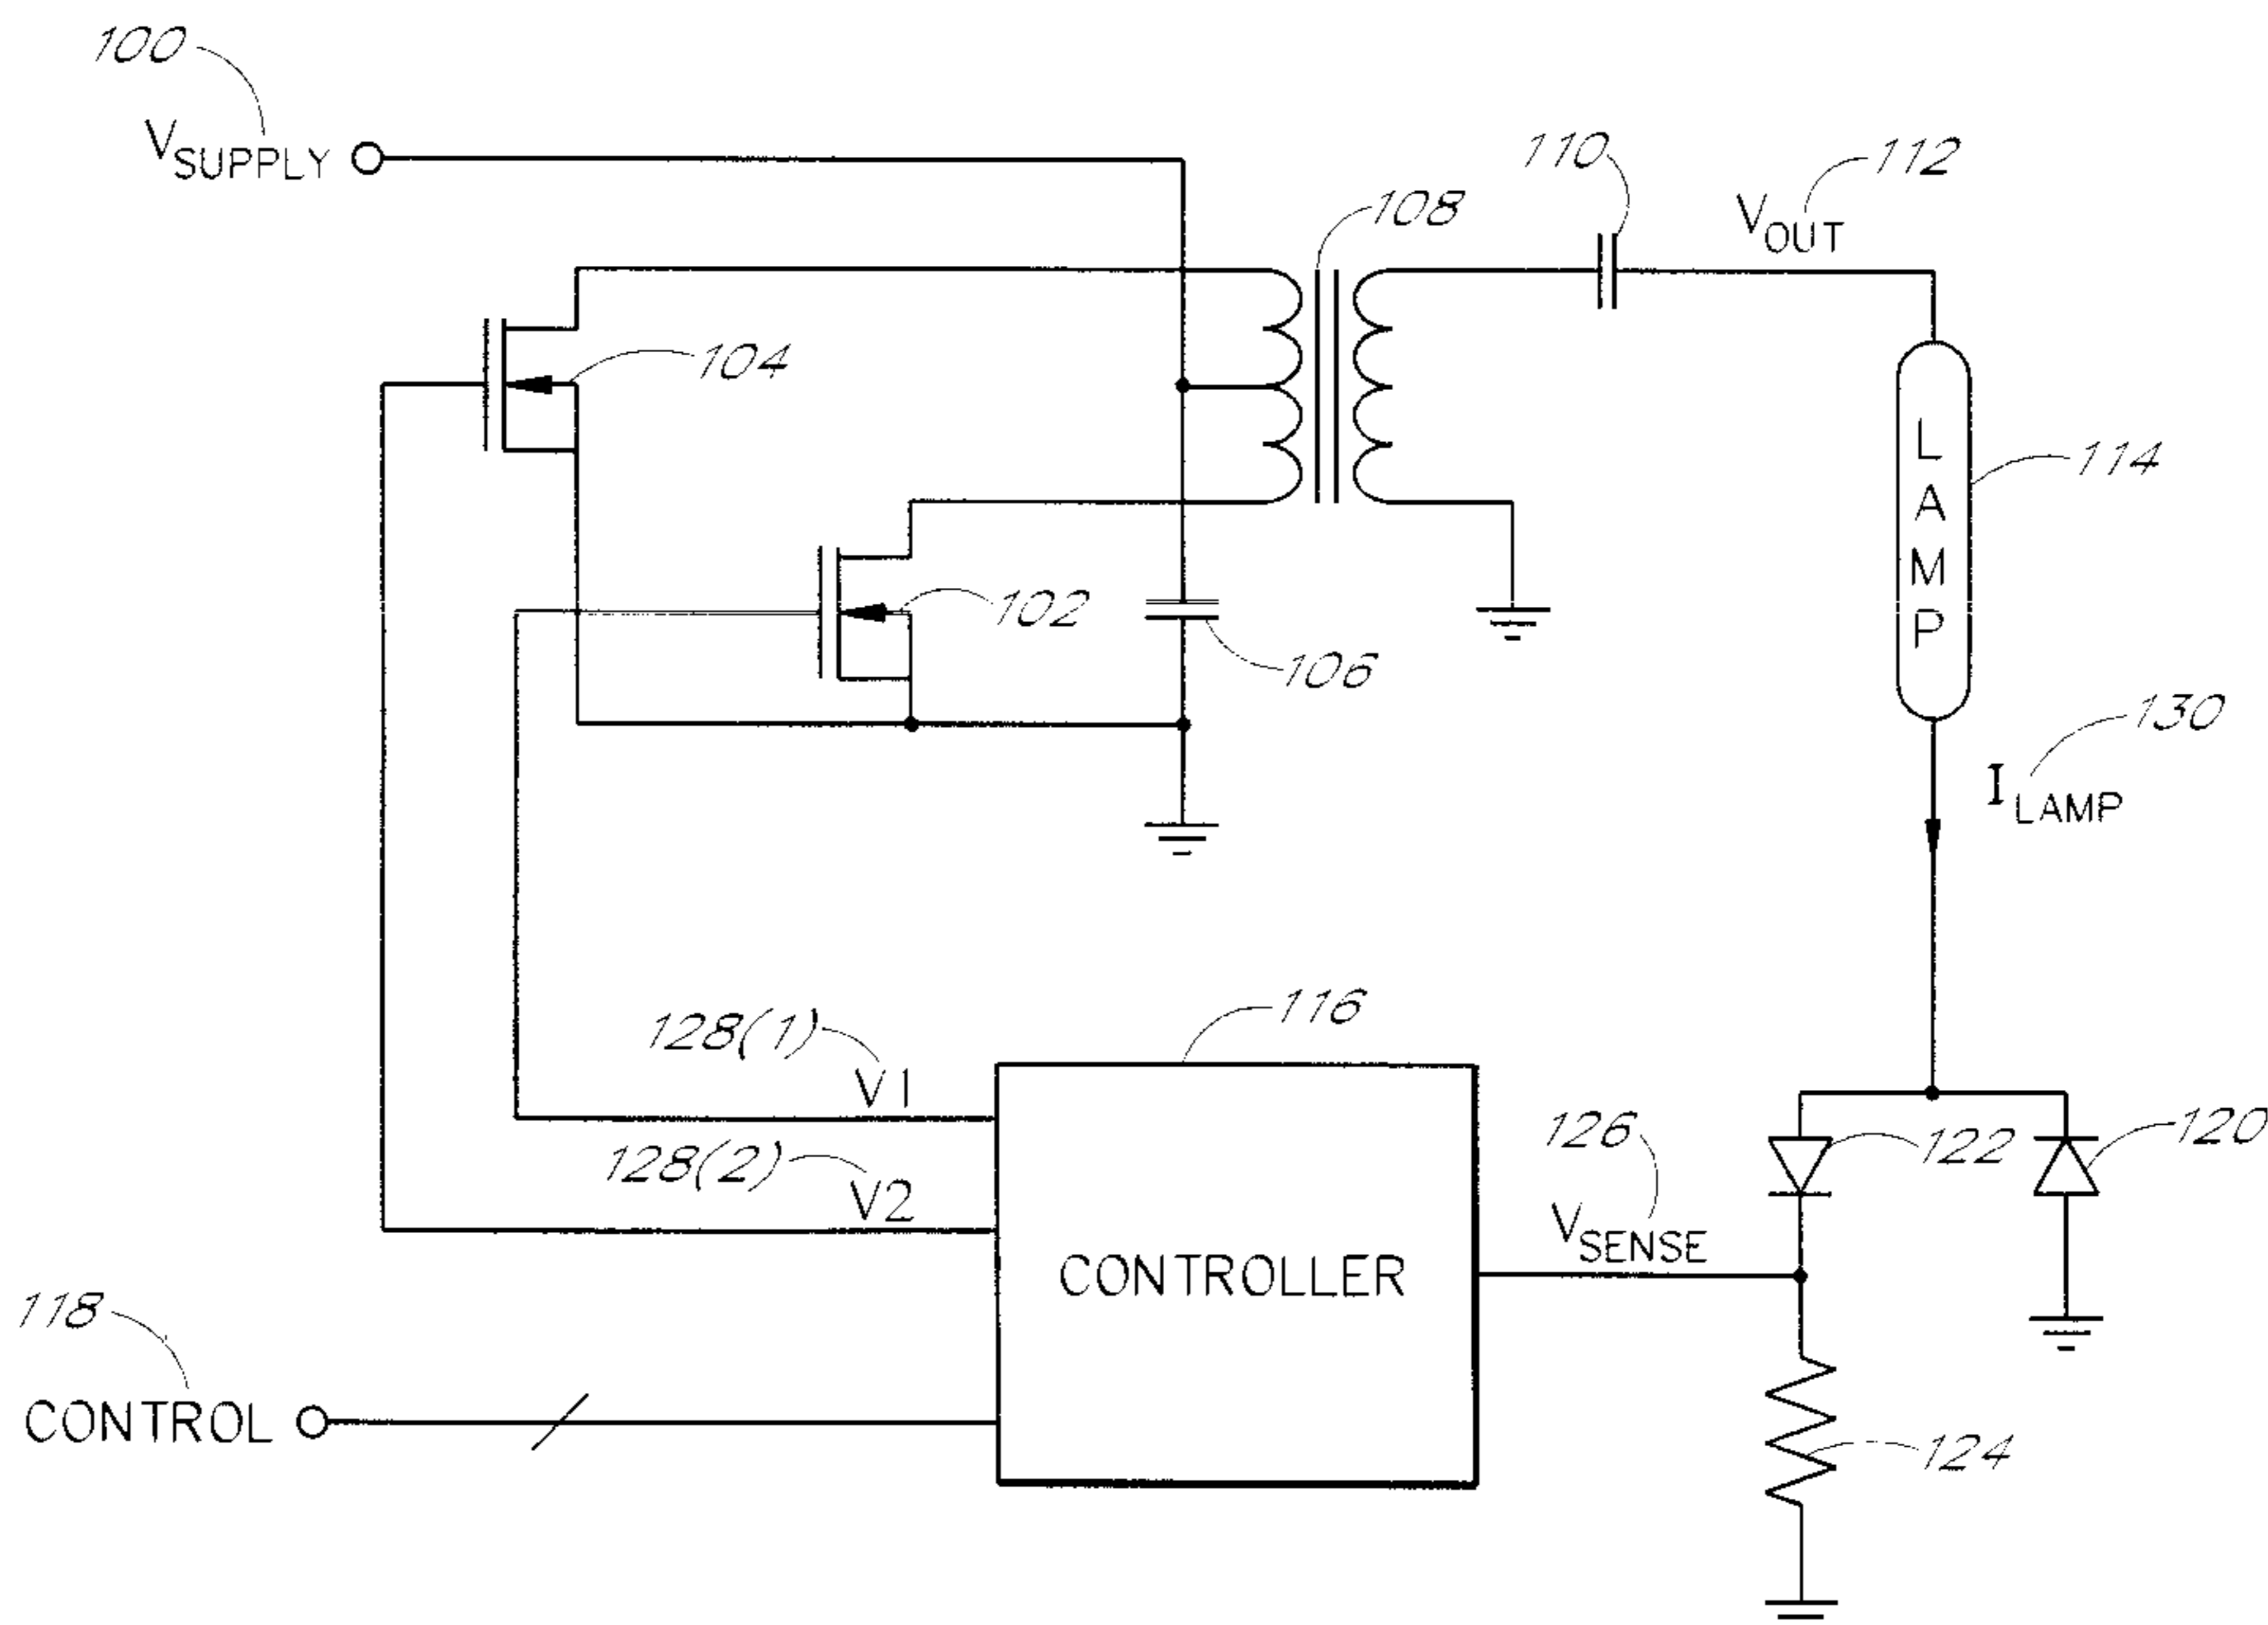 100
VSUPPLY
110
112
VOUT
108
104
LAMP
114
102
106
130
ILAMP
116
128(1)
V1
128(2)
V2
126
VSENSE
122
120
CONTROLLER
118
CONTROL
124